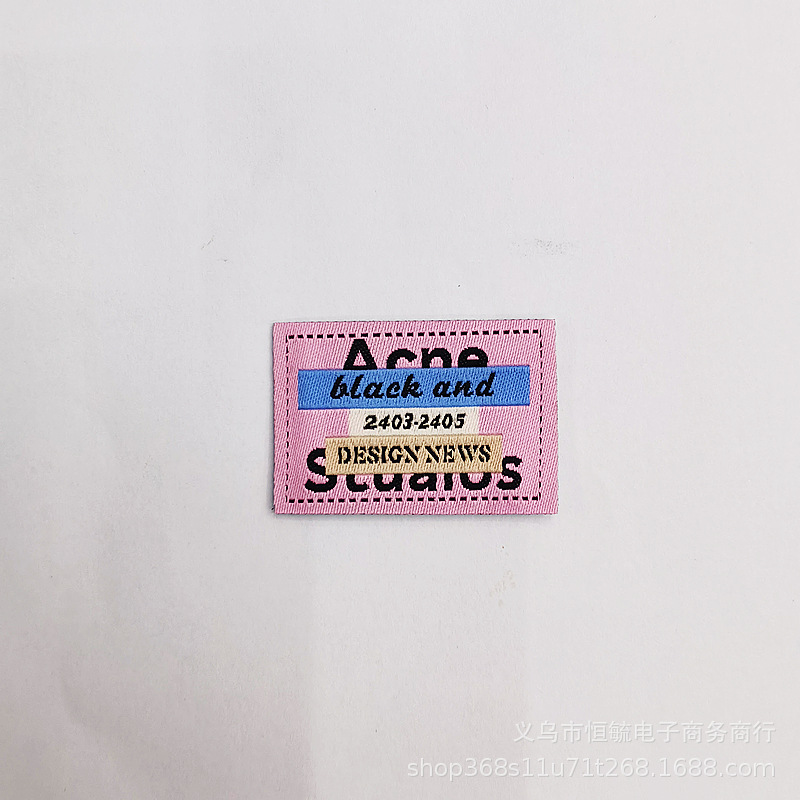 Acne
black and
2403-2405
DESIGN NEWS
Studios
义乌市恒毓电子商务商行
shop368s11u71t268.1688.com